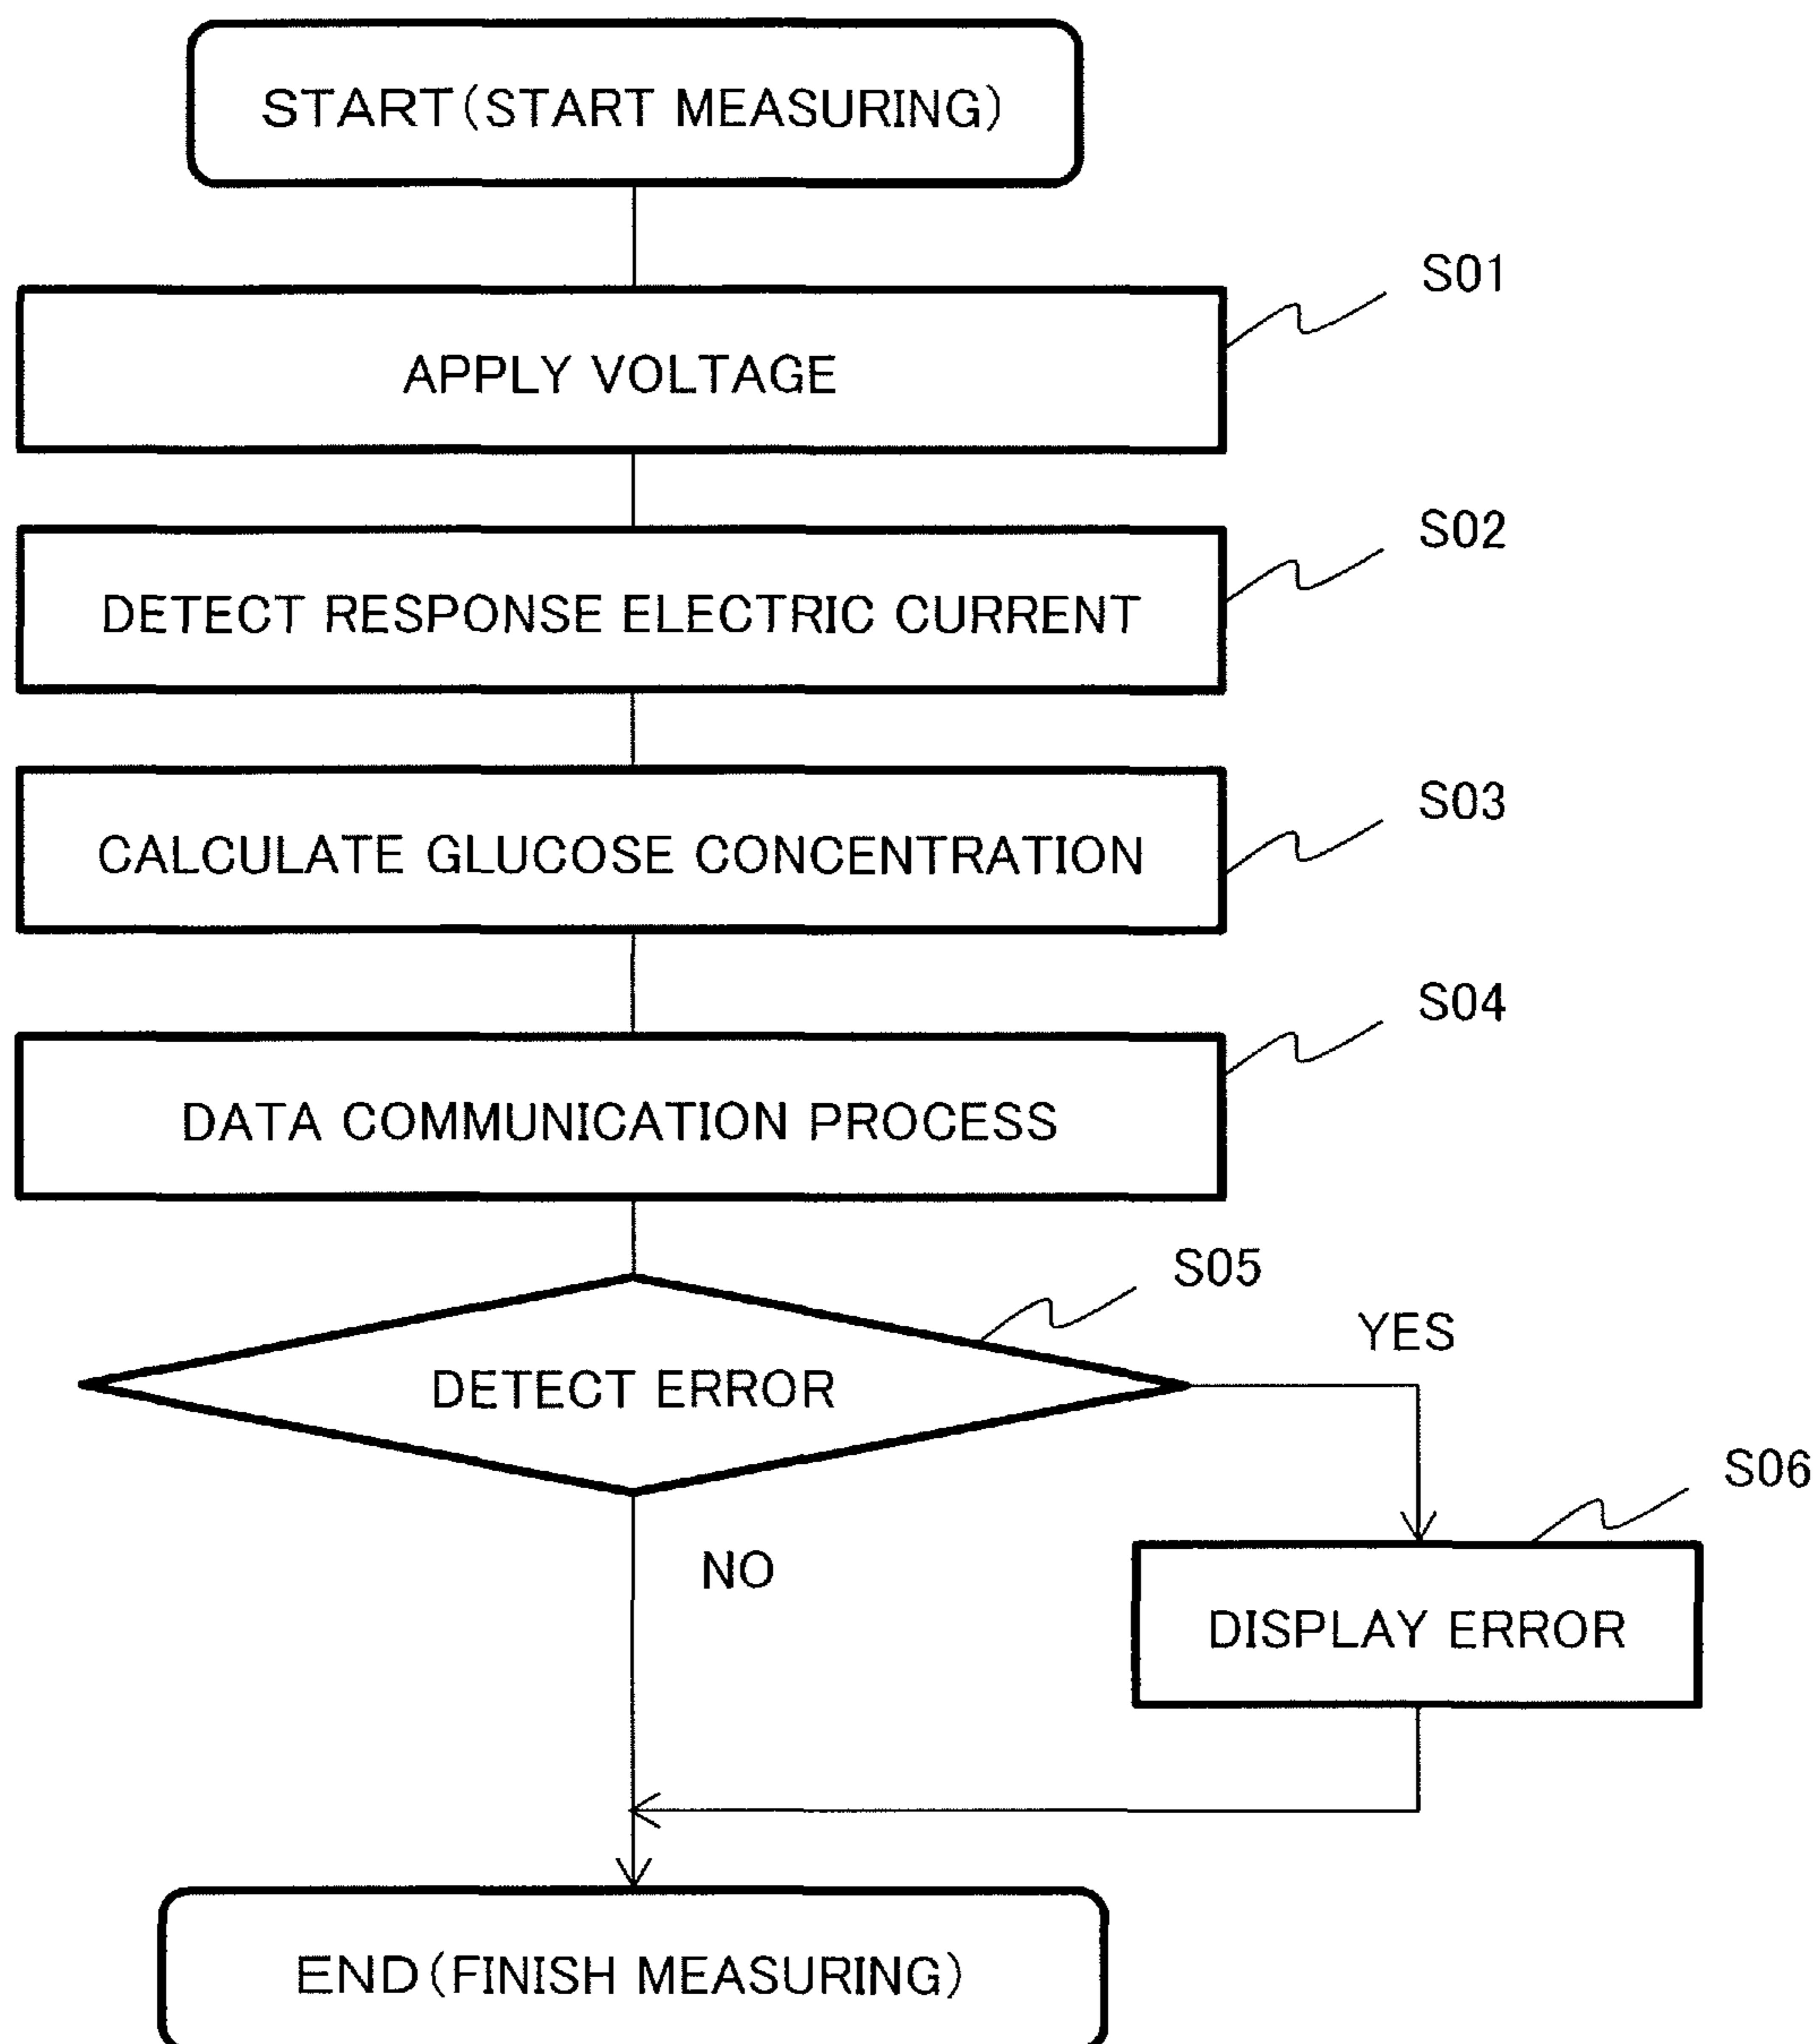 START(START MEASURING)
S01
APPLY VOLTAGE
S02
DETECT RESPONSE ELECTRIC CURRENT
S03
CALCULATE GLUCOSE CONCENTRATION
S04
DATA COMMUNICATION PROCESS
S05
YES
DETECT ERROR
S06
NO
DISPLAY ERROR
END(FINISH MEASURING)